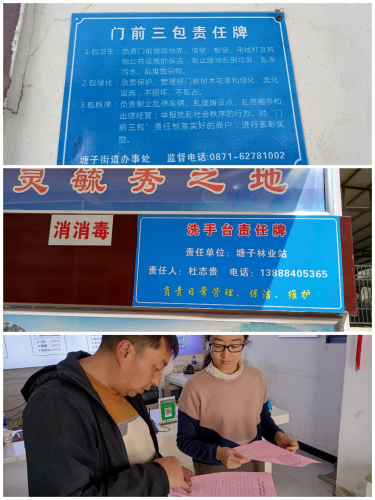 门前三包责任牌
1.包卫生：负责门前地段地面、墙壁、橱窗、电线杆及其
他公共设施的保洁，制止随地乱倒垃圾、乱泼
污水、乱堆放杂物。
2.包绿化：负责保护、管理好门前树木花草和绿化、美化
设施，不损坏、不乱占。
3.包秩序：负责制止乱停车辆、乱摆摊设点、乱搭棚亭和
出店经营，举报扰乱社会秩序的行为。对“门
前三包”责任制落实好的商户，进行表彰
奖励
塘子街道办事处 监督电话:0871-62781002
灵毓秀之地
消消毒
洗手台责任牌
责任单位：塘子林业站
责任人：杜志贵 电话：13888405365
负责日常管理、保洁、维护